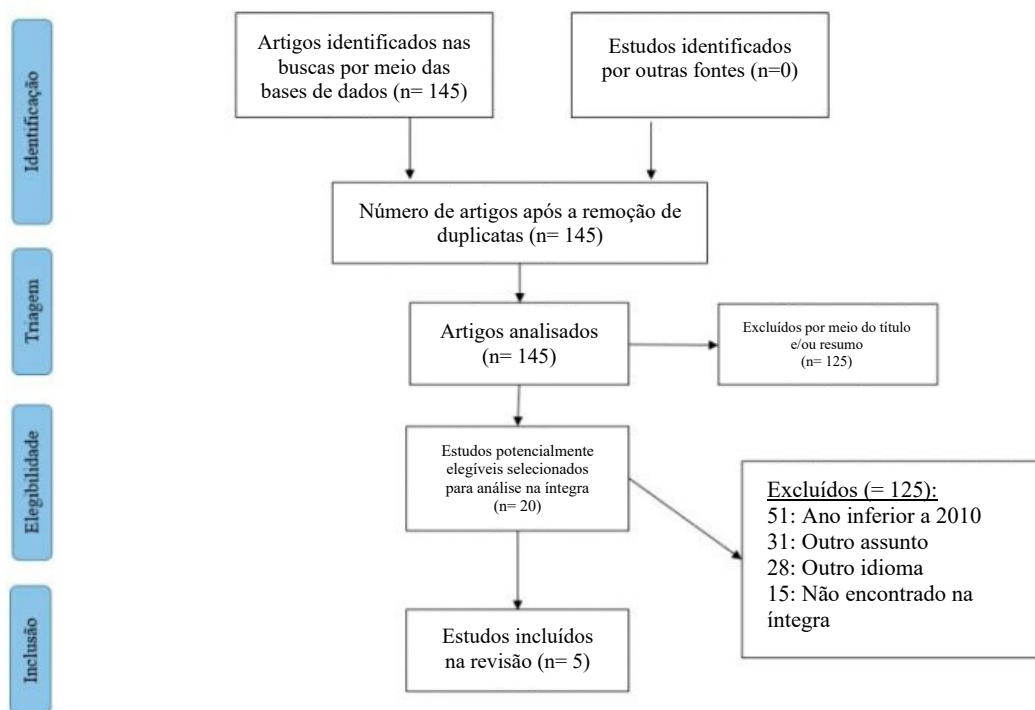 Identificação
Artigos identificados nas
buscas por meio das
bases de dados (n= 145)
Estudos identificados
por outras fontes (n=0)
Número de artigos após a remoção de
duplicatas (n= 145)
Triagem
Artigos analisados
(n= 145)
Excluídos por meio do título
e/ou resumo
(n= 125)
Elegibilidade
Estudos potencialmente
elegíveis selecionados
para análise na íntegra
(n= 20)
Excluídos (= 125):
51: Ano inferior a 2010
31: Outro assunto
28: Outro idioma
15: Não encontrado na
íntegra
Inclusão
Estudos incluídos
na revisão (n= 5)